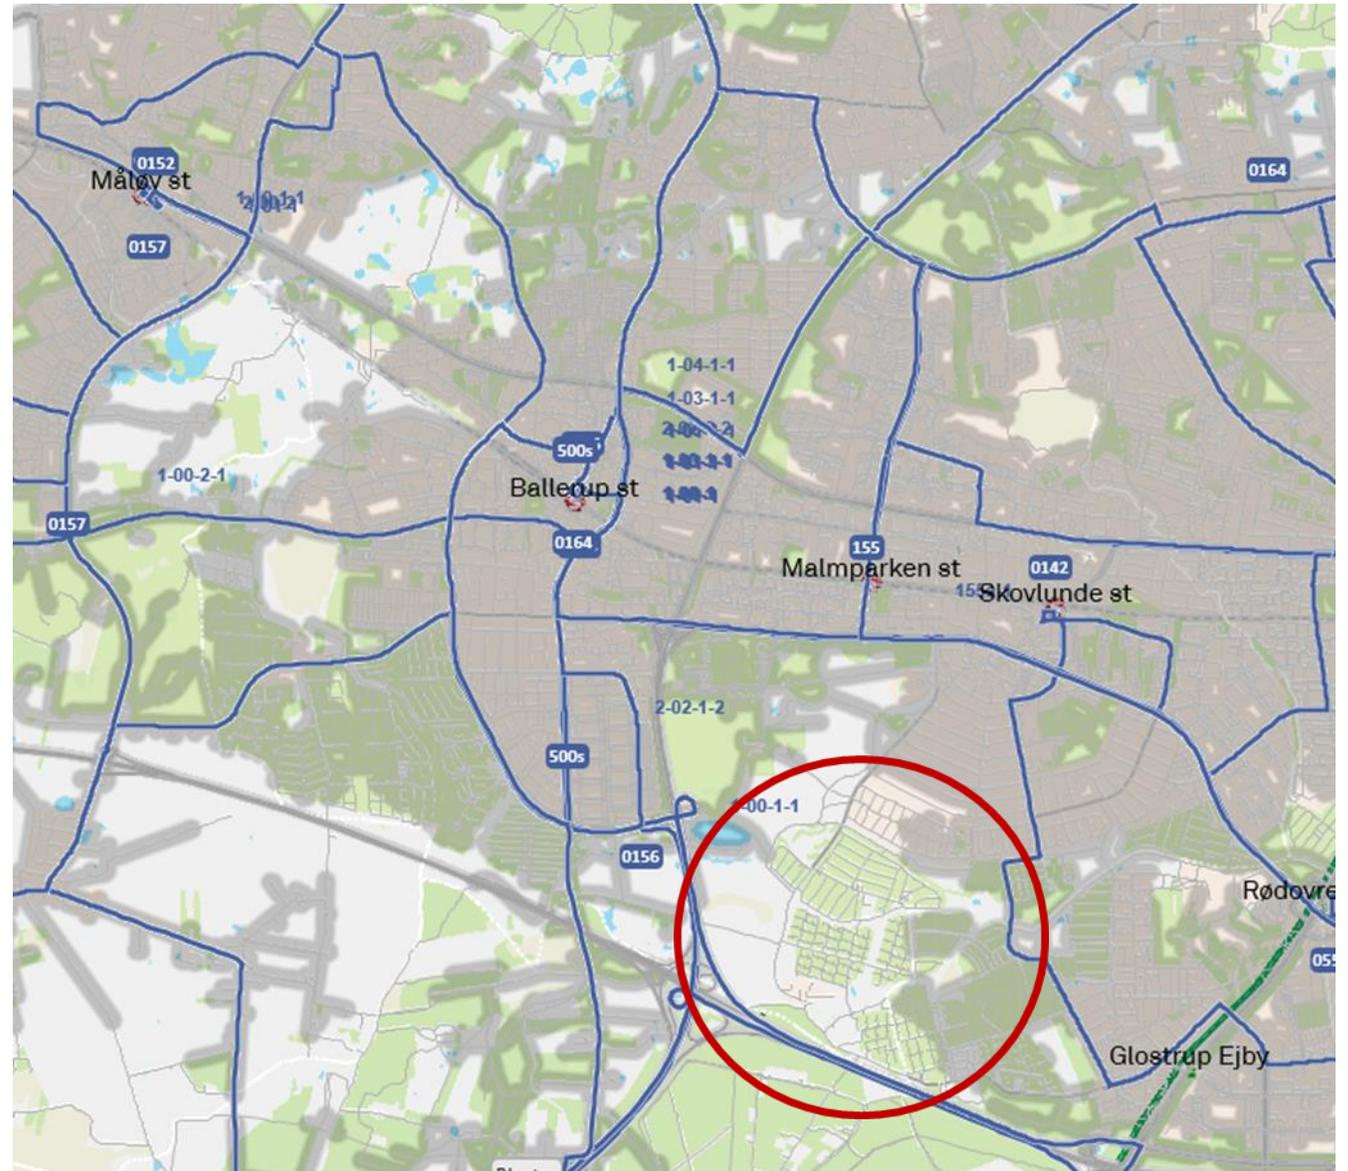 0164
0152
Måløv st
0157
1-04-1-1
1-03-1-1
500s
1-00-2-1
Ballerup st
0157
0164
155
Malmparken st
0142
Skovlunde st
2-02-1-2
500s
-00-1-1
0156
Rødovre
055
Glostrup Ejby